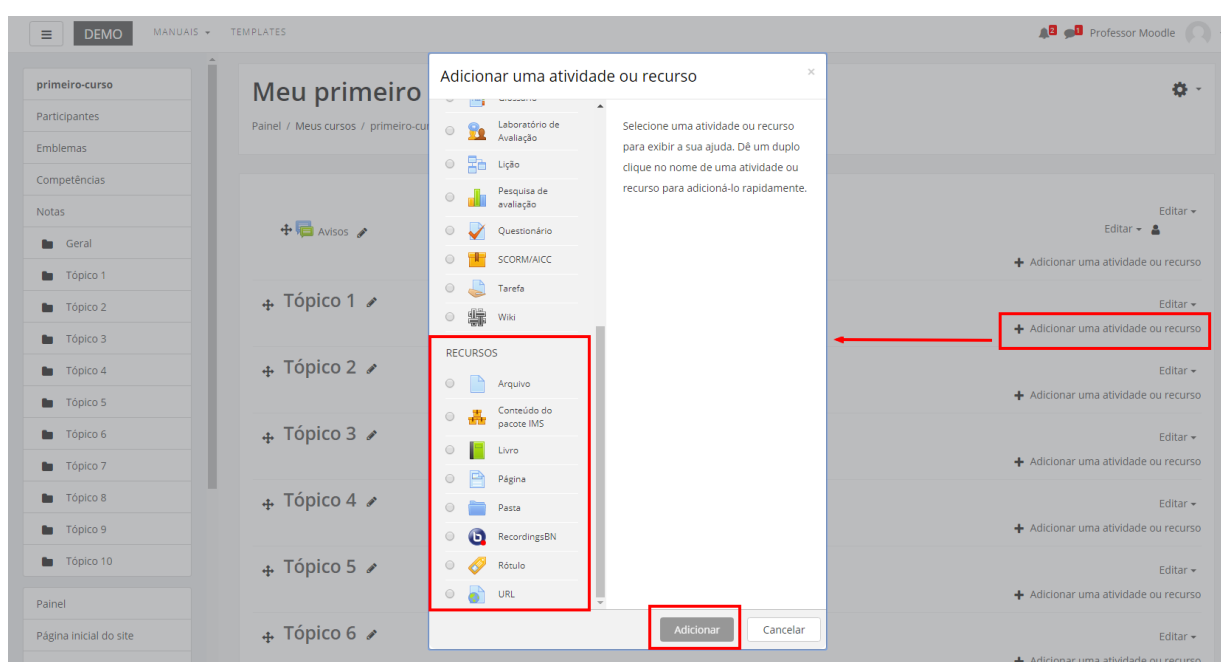 DEMO
MANUAIS
TEMPLATES
2
1
Professor Moodle
primeiro-curso
Participantes
Emblemas
Competências
Notas
Geral
Tópico 1
Tópico 2
Tópico 3
Tópico 4
Tópico 5
Tópico 6
Tópico 7
Tópico 8
Tópico 9
Tópico 10
Painel
Página inicial do site
Meu primeiro
Painel / Meus cursos / primeiro-cur
Avisos
Editar
Editar
Adicionar uma atividade ou recurso
Tópico 1
Editar
Adicionar uma atividade ou recurso
Tópico 2
Editar
Adicionar uma atividade ou recurso
Tópico 3
Editar
Adicionar uma atividade ou recurso
Tópico 4
Editar
Adicionar uma atividade ou recurso
Tópico 5
Editar
Adicionar uma atividade ou recurso
Tópico 6
Editar
Adicionar uma atividade ou recurso
Adicionar uma atividade ou recurso
×
Laboratório de
Avaliação
Lição
Pesquisa de
avaliação
Questionário
SCORM/AICC
Tarefa
Wiki
RECURSOS
Arquivo
Conteúdo do
pacote IMS
Livro
Página
Pasta
RecordingsBN
Rótulo
URL
Selecione uma atividade ou recurso
para exibir a sua ajuda. Dê um duplo
clique no nome de uma atividade ou
recurso para adicioná-lo rapidamente.
Adicionar
Cancelar